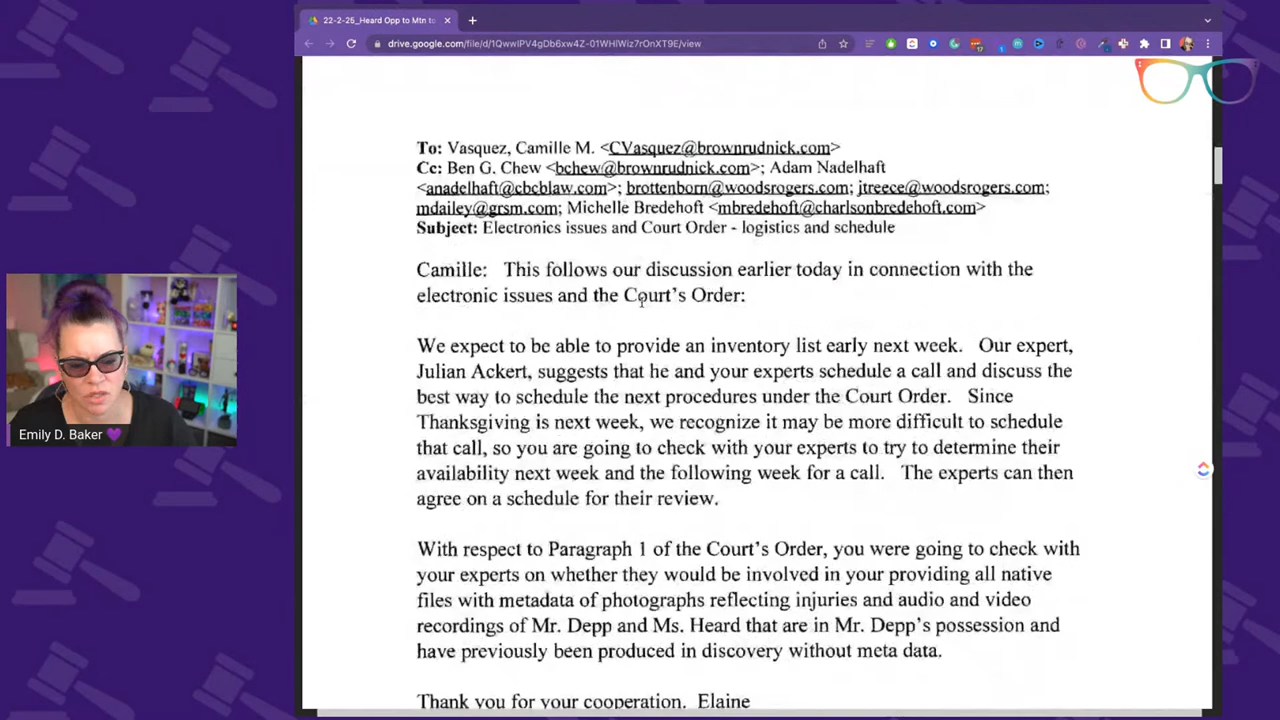 22-2-25_Heard Opp to Mtn to
drive.google.com/file/d/1QwwlPV4gDb6xw4Z-01WHlWiz7rOnXT9E/view
To: Vasquez, Camille M. <CVasquez@brownrudnick.com>
Cc: Ben G. Chew <bchew@brownrudnick.com>; Adam Nadelhaft
<anadelhaft@cbcblaw.com>; brottenborn@woodsrogers.com; jtreece@woodsrogers.com;
mdailey@grsm.com; Michelle Bredehoft <mbredehoft@charlsonbredehoft.com>
Subject: Electronics issues and Court Order - logistics and schedule
Camille: This follows our discussion earlier today in connection with the
electronic issues and the Court's Order:
We expect to be able to provide an inventory list early next week. Our expert,
Julian Ackert, suggests that he and your experts schedule a call and discuss the
best way to schedule the next procedures under the Court Order. Since
Thanksgiving is next week, we recognize it may be more difficult to schedule
that call, so you are going to check with your experts to try to determine their
availability next week and the following week for a call. The experts can then
agree on a schedule for their review.
With respect to Paragraph 1 of the Court's Order, you were going to check with
your experts on whether they would be involved in your providing all native
files with metadata of photographs reflecting injuries and audio and video
recordings of Mr. Depp and Ms. Heard that are in Mr. Depp's possession and
have previously been produced in discovery without meta data.
Thank you for your cooperation. Elaine
Emily D. Baker 💜